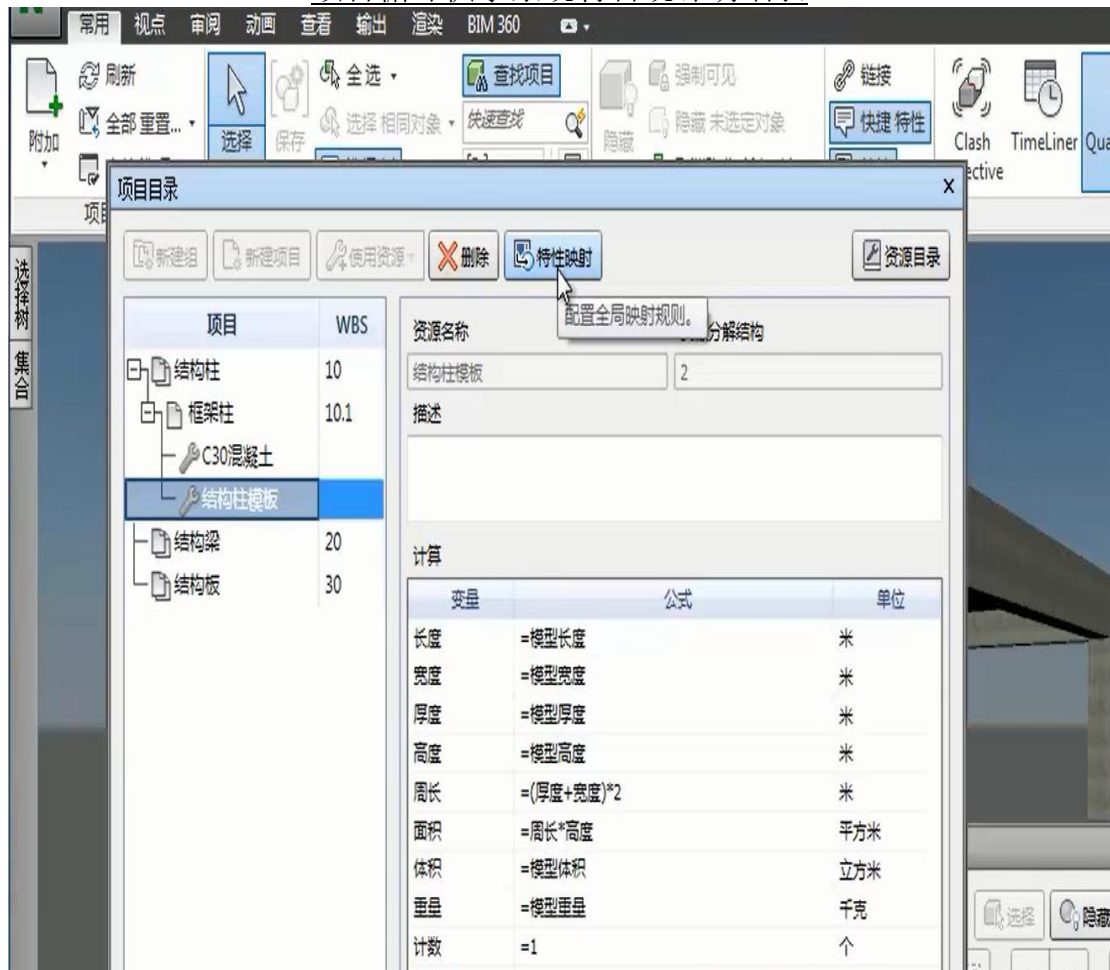 常用 视点 审阅 动画 查看 输出 渲染 BIM 360
刷新 全选 查找项目 强制可见 链接
全部 重置... 选择 相同对象 快速查找 隐藏 未选定对象 快捷 特性
附加 选择 保存 隐藏 Clash TimeLiner Qua
ective
项目目录 X
新建组 新建项目 使用资源 删除 特性映射 资源目录
配置全局映射规则。
选择树
集合
项目 WBS
结构柱 10
框架柱 10.1
C30混凝土
结构柱模板
结构梁 20
结构板 30
资源名称 分解结构
结构柱模板 2
描述
计算
变量 公式 单位
长度 =模型长度 米
宽度 =模型宽度 米
厚度 =模型厚度 米
高度 =模型高度 米
周长 =(厚度+宽度)*2 米
面积 =周长*高度 平方米
体积 =模型体积 立方米
重量 =模型重量 千克
计数 =1 个
选择 隐藏